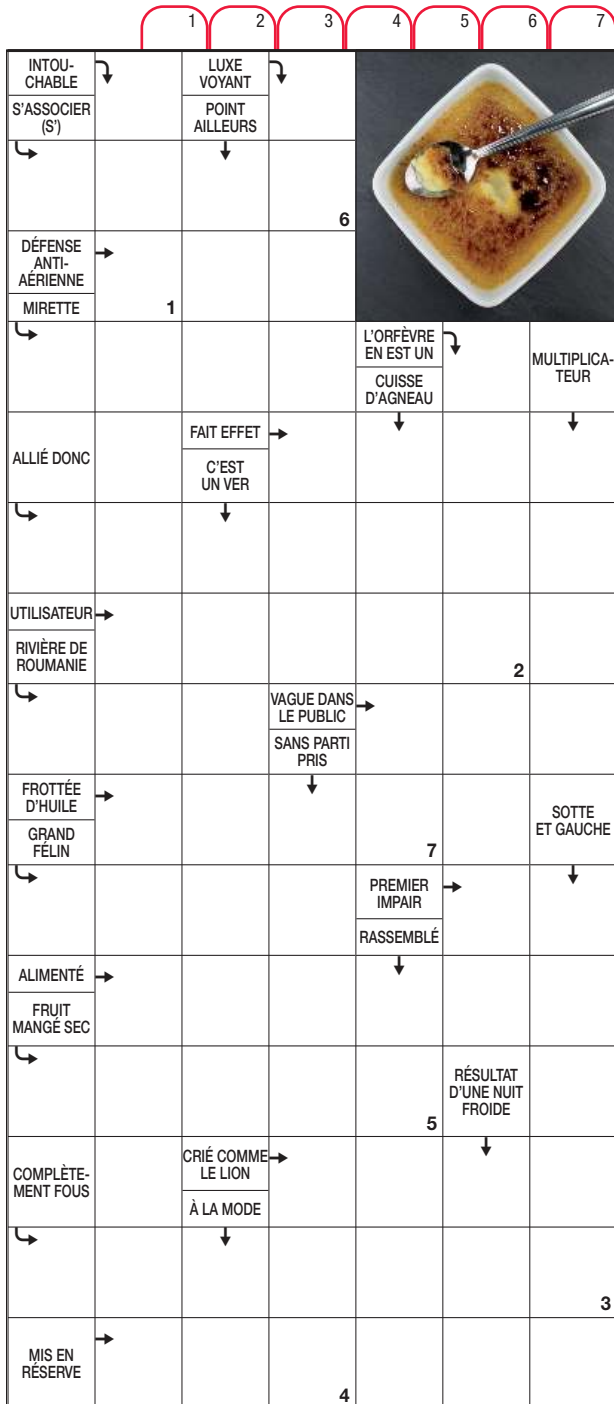 1 2 3 4 5 6 7
INTOU-
CHABLE
S'ASSOCIER
(S')
LUXE
VOYANT
POINT
AILLEURS
6
DÉFENSE
ANTI-
AÉRIENNE
MIRETTE
1
L'ORFÈVRE
EN EST UN
CUISSE
D'AGNEAU
MULTIPLICA-
TEUR
ALLIÉ DONC
FAIT EFFET
C'EST
UN VER
UTILISATEUR
RIVIÈRE DE
ROUMANIE
2
VAGUE DANS
LE PUBLIC
SANS PARTI
PRIS
FROTTÉE
D'HUILE
GRAND
FÉLIN
7
SOTTE
ET GAUCHE
PREMIER
IMPAIR
RASSEMBLÉ
ALIMENTÉ
FRUIT
MANGÉ SEC
5
RÉSULTAT
D'UNE NUIT
FROIDE
COMPLÈTE-
MENT FOUS
CRIÉ COMME
LE LION
À LA MODE
3
MIS EN
RÉSERVE
4